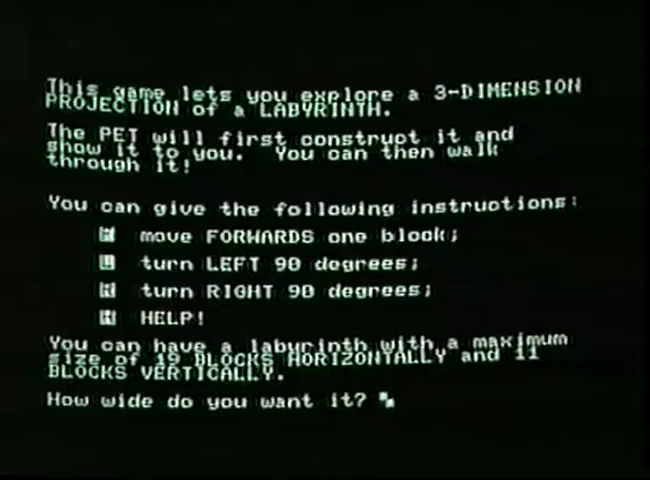 This game lets you explore a 3-DIMENSION
PROJECTION of a LABYRINTH.
The PET will first construct it and
show it to you. You can then walk
through it!
You can give the following instructions:
move FORWARDS one block;
turn LEFT 90 degrees;
turn RIGHT 90 degrees;
HELP!
You can have a labyrinth with a maximum
size of 19 BLOCKS HORIZONTALLY and 11
BLOCKS VERTICALLY.
How wide do you want it?